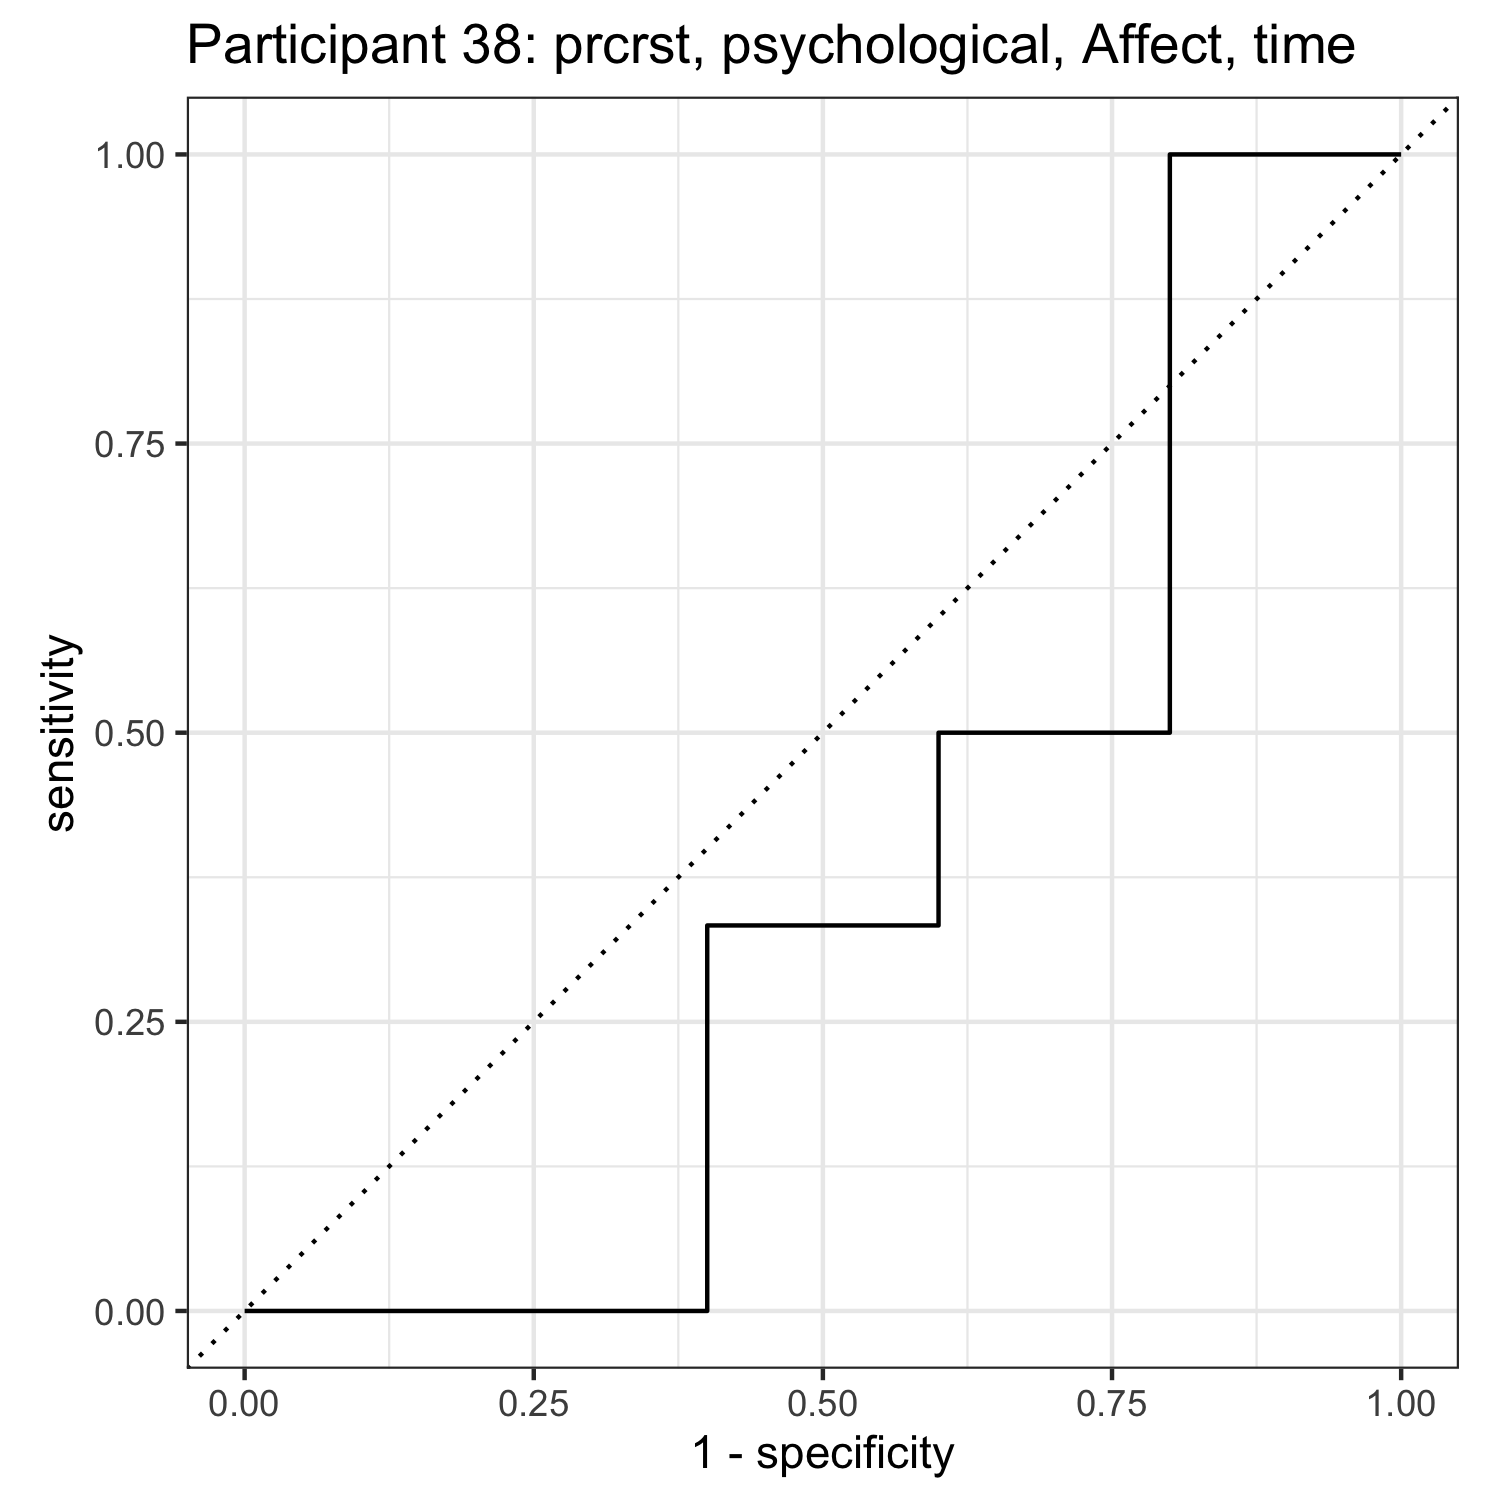 Participant 38: prcrst, psychological, Affect, time
1.00
0.75
0.50
0.25
0.00
sensitivity
0.00 0.25 0.50 0.75 1.00
1 - specificity